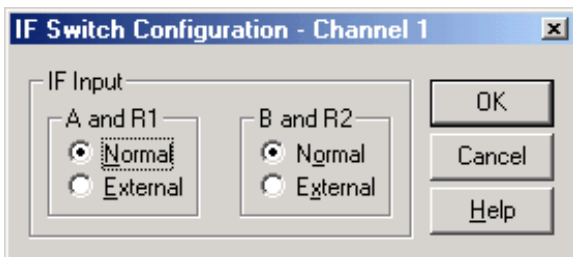 IF Switch Configuration - Channel 1
IF Input
A and R1
Normal
External
B and R2
Normal
External
OK
Cancel
Help